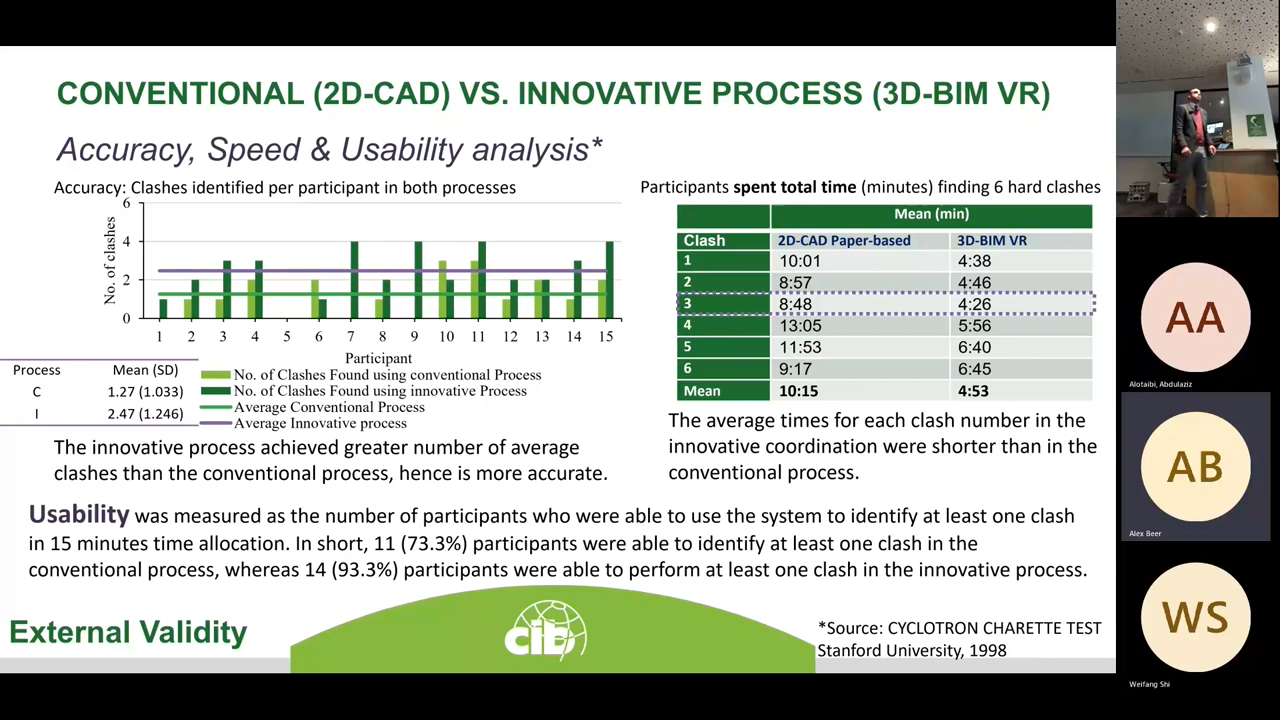 CONVENTIONAL (2D-CAD) VS. INNOVATIVE PROCESS (3D-BIM VR)
Accuracy, Speed & Usability analysis*
Accuracy: Clashes identified per participant in both processes
No. of clashes
6
4
2
0
1 2 3 4 5 6 7 8 9 10 11 12 13 14 15
Participant
No. of Clashes Found using conventional Process
No. of Clashes Found using innovative Process
Average Conventional Process
Average Innovative process
Process Mean (SD)
C 1.27 (1.033)
I 2.47 (1.246)
The innovative process achieved greater number of average
clashes than the conventional process, hence is more accurate.
Participants spent total time (minutes) finding 6 hard clashes
Mean (min)
Clash 2D-CAD Paper-based 3D-BIM VR
1 10:01 4:38
2 8:57 4:46
3 8:48 4:26
4 13:05 5:56
5 11:53 6:40
6 9:17 6:45
Mean 10:15 4:53
The average times for each clash number in the
innovative coordination were shorter than in the
conventional process.
Usability was measured as the number of participants who were able to use the system to identify at least one clash
in 15 minutes time allocation. In short, 11 (73.3%) participants were able to identify at least one clash in the
conventional process, whereas 14 (93.3%) participants were able to perform at least one clash in the innovative process.
External Validity
CIB
*Source: CYCLOTRON CHARETTE TEST
Stanford University, 1998
AA
Alotaibi, Abdulaziz
AB
Alex Beer
WS
Weifang Shi